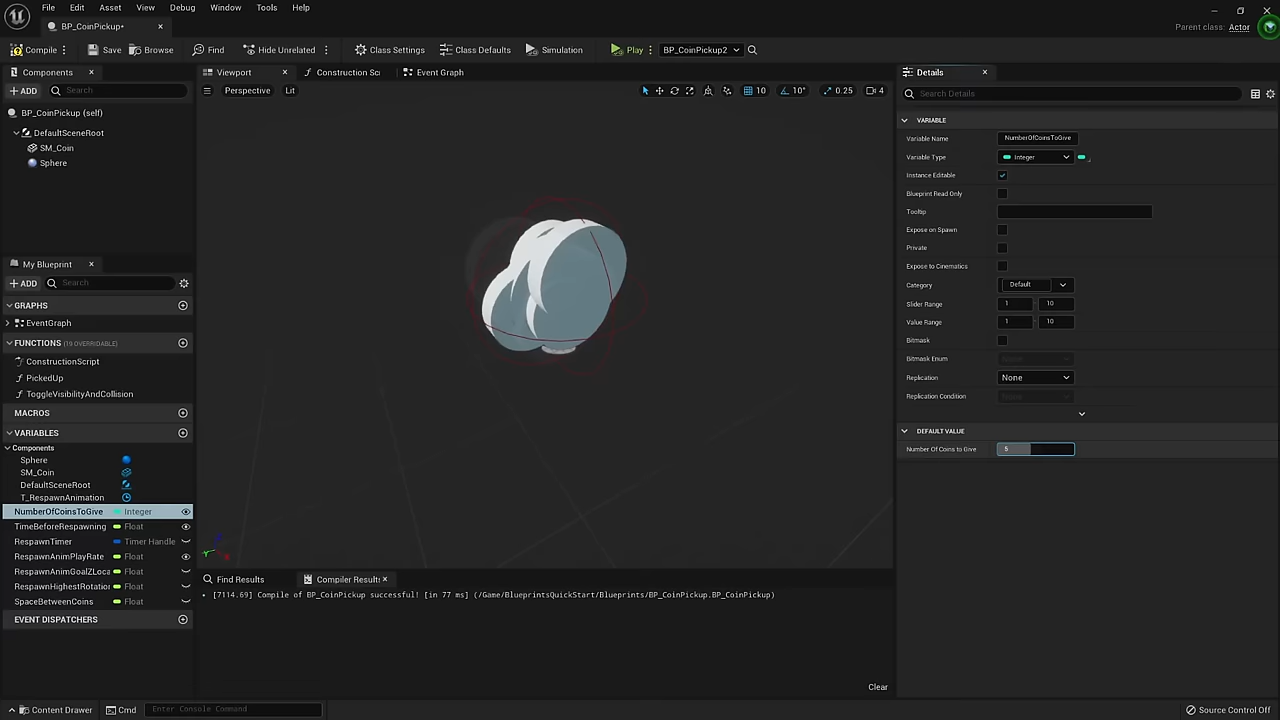 File Edit Asset View Debug Window Tools Help
BP_CoinPickup*
Parent class: Actor
Compile Save Browse Find Hide Unrelated Class Settings Class Defaults Simulation Play BP_CoinPickup2
Components
ADD Search
BP_CoinPickup (self)
DefaultSceneRoot
SM_Coin
Sphere
My Blueprint
ADD Search
GRAPHS
EventGraph
FUNCTIONS (19 OVERRIDABLE)
ConstructionScript
PickedUp
ToggleVisibilityAndCollision
MACROS
VARIABLES
Components
Sphere
SM_Coin
DefaultSceneRoot
T_RespawnAnimation
NumberOfCoinsToGive Integer
TimeBeforeRespawning Float
RespawnTimer Timer Handle
RespawnAnimPlayRate Float
RespawnAnimGoalZLoca Float
RespawnHighestRotation Float
SpaceBetweenCoins Float
EVENT DISPATCHERS
Viewport Construction Sc Event Graph
Perspective Lit 10 10° 0.25 4
Find Results Compiler Results
[7114.69] Compile of BP_CoinPickup successful! [in 77 ms] (/Game/BlueprintsQuickStart/Blueprints/BP_CoinPickup.BP_CoinPickup)
Clear
Details
Search Details
VARIABLE
Variable Name NumberOfCoinsToGive
Variable Type Integer
Instance Editable
Blueprint Read Only
Tooltip
Expose on Spawn
Private
Expose to Cinematics
Category Default
Slider Range 1 10
Value Range 1 10
Bitmask
Bitmask Enum
Replication None
Replication Condition
DEFAULT VALUE
Number Of Coins to Give 5
Content Drawer Cmd Enter Console Command Source Control Off